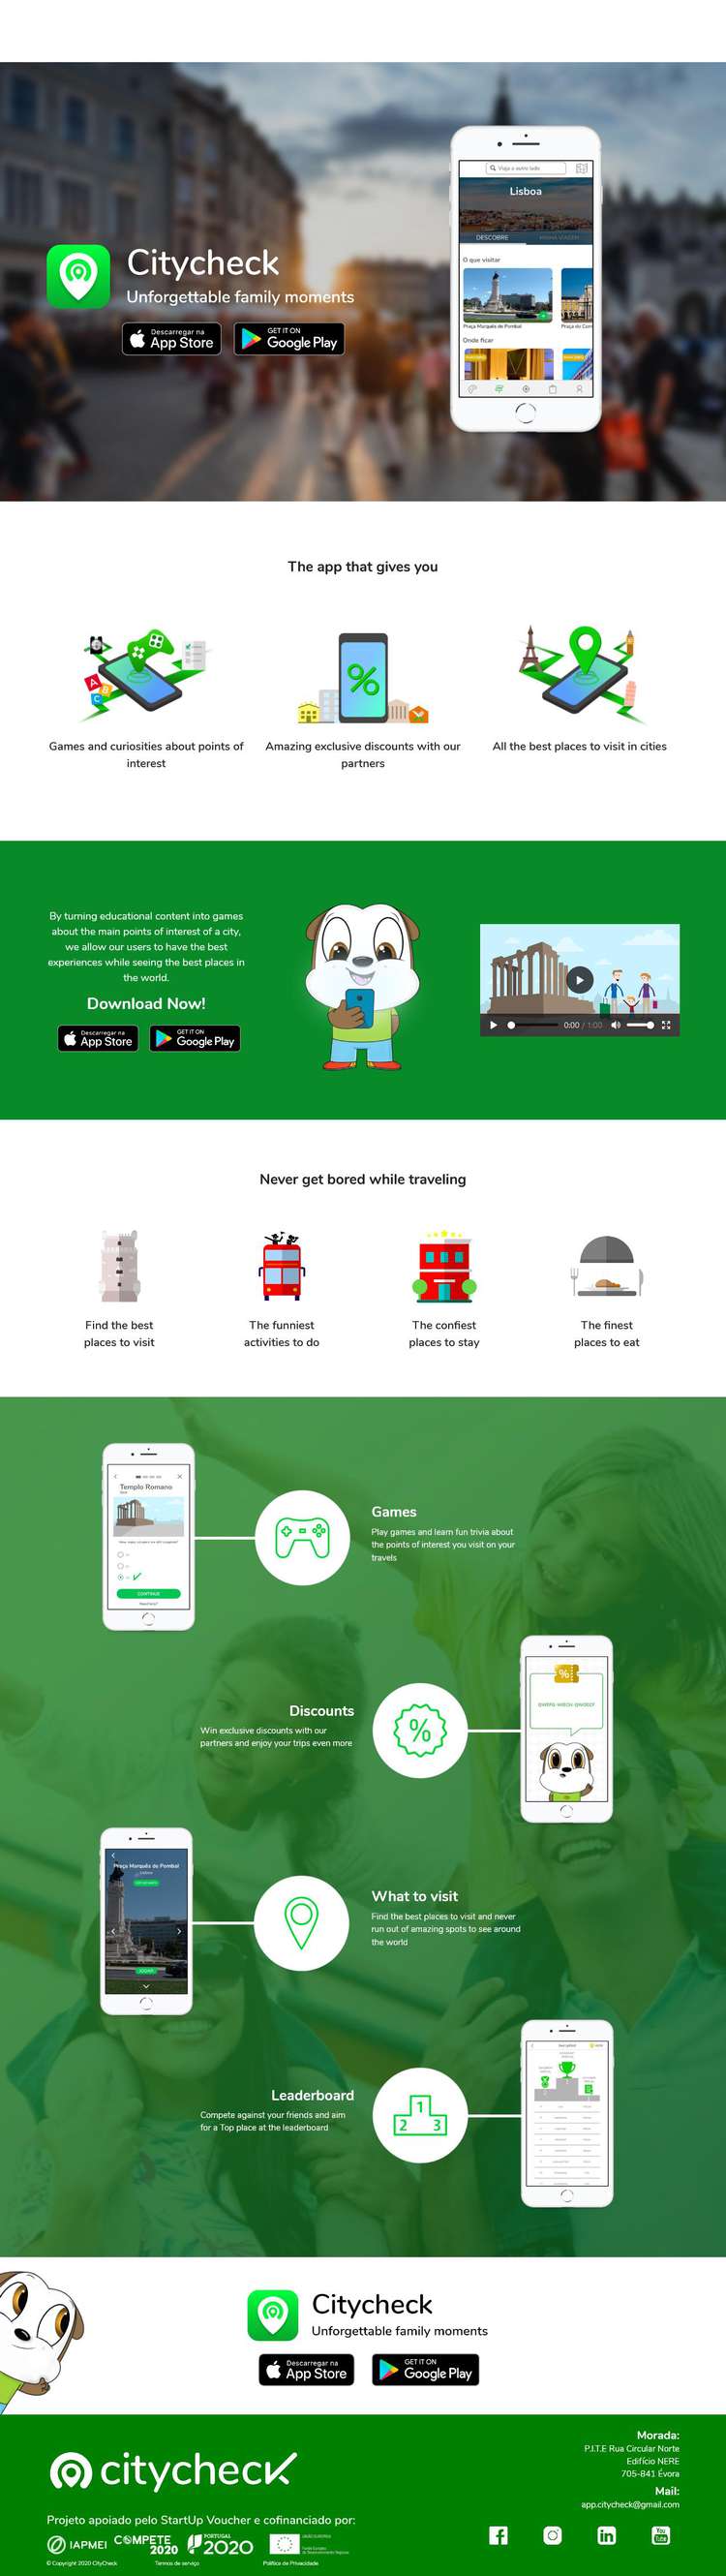 Viaja a outro lado
Lisboa
DESCOBRE
MINHA VIAGEM
O que visitar
Praça Marquês de Pombal
Praça do Com
Onde ficar
Citycheck
Unforgettable family moments
Descarregar na
App Store
GET IT ON
Google Play
The app that gives you
A
B
C
%
Games and curiosities about points of
interest
Amazing exclusive discounts with our
partners
All the best places to visit in cities
By turning educational content into games
about the main points of interest of a city,
we allow our users to have the best
experiences while seeing the best places in
the world.
Download Now!
Descarregar na
App Store
GET IT ON
Google Play
0:00 / 1:00
Never get bored while traveling
Find the best
places to visit
The funniest
activities to do
The confiest
places to stay
The finest
places to eat
Templo Romano
CONTINUE
Games
Play games and learn fun trivia about
the points of interest you visit on your
travels
Discounts
Win exclusive discounts with our
partners and enjoy your trips even more
%
%
Praça Marquês de Pombal
What to visit
Find the best places to visit and never
run out of amazing spots to see around
the world
Leaderboard
Compete against your friends and aim
for a Top place at the leaderboard
1
2 3
Citycheck
Unforgettable family moments
Descarregar na
App Store
GET IT ON
Google Play
citycheck
Morada:
P.I.T.E Rua Circular Norte
Edifício NERE
705-841 Évora
Mail:
app.citycheck@gmail.com
Projeto apoiado pelo StartUp Voucher e cofinanciado por:
IAPMEI
COMPETE
2020
PORTUGAL
2020
UNIÃO EUROPEIA
You
Tube
© Copyright 2020 CityCheck
Termos de serviço
Política de Privacidade